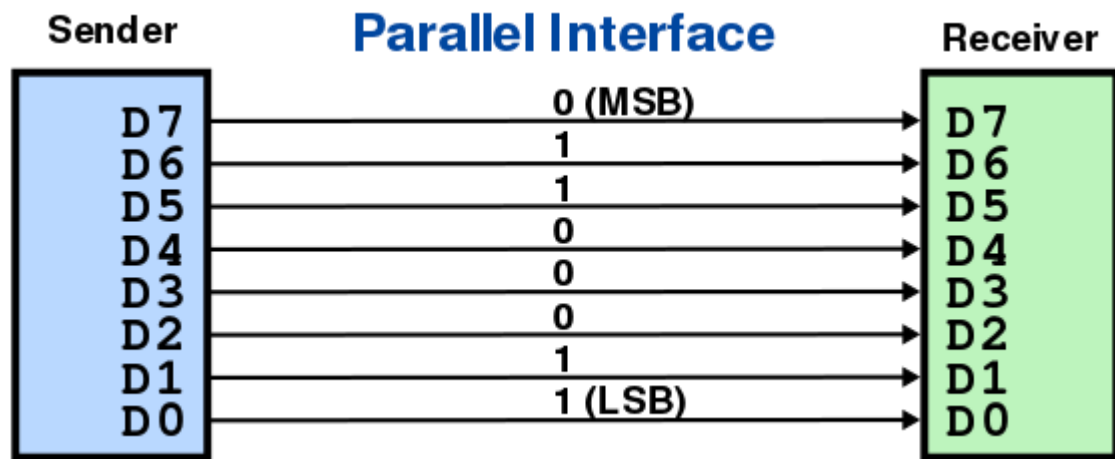 Sender Parallel Interface Receiver
0 (MSB)
D7 D7
1
D6 D6
1
D5 D5
0
D4 D4
0
D3 D3
0
D2 D2
1
D1 D1
1 (LSB)
D0 D0